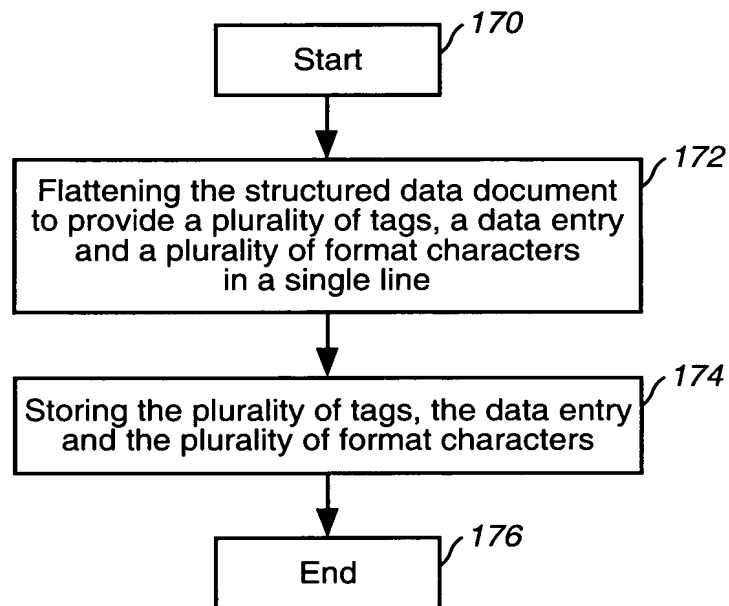 170
Start
172
Flattening the structured data document
to provide a plurality of tags, a data entry
and a plurality of format characters
in a single line
174
Storing the plurality of tags, the data entry
and the plurality of format characters
176
End